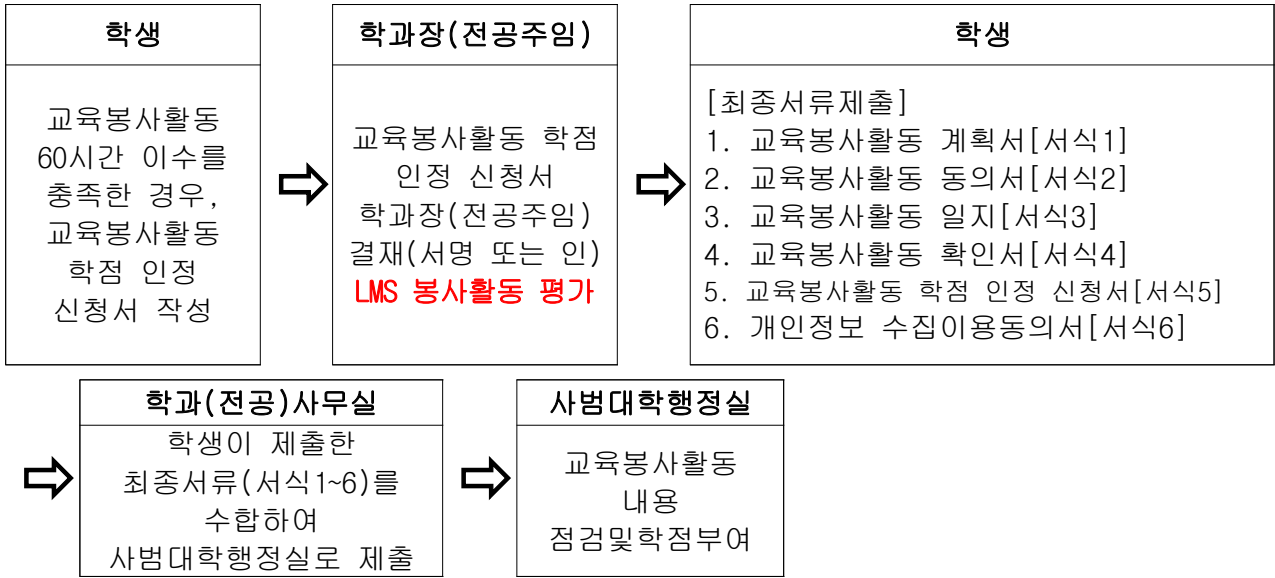 학생
교육봉사활동
60시간 이수를
충족한 경우,
교육봉사활동
학점 인정
신청서 작성
학과장(전공주임)
교육봉사활동 학점
인정 신청서
학과장(전공주임)
결재(서명 또는 인)
LMS 봉사활동 평가
학생
[최종서류제출]
1. 교육봉사활동 계획서[서식1]
2. 교육봉사활동 동의서[서식2]
3. 교육봉사활동 일지[서식3]
4. 교육봉사활동 확인서[서식4]
5. 교육봉사활동 학점 인정 신청서[서식5]
6. 개인정보 수집이용동의서[서식6]
학과(전공)사무실
학생이 제출한
최종서류(서식1~6)를
수합하여
사범대학행정실로 제출
사범대학행정실
교육봉사활동
내용
점검및학점부여